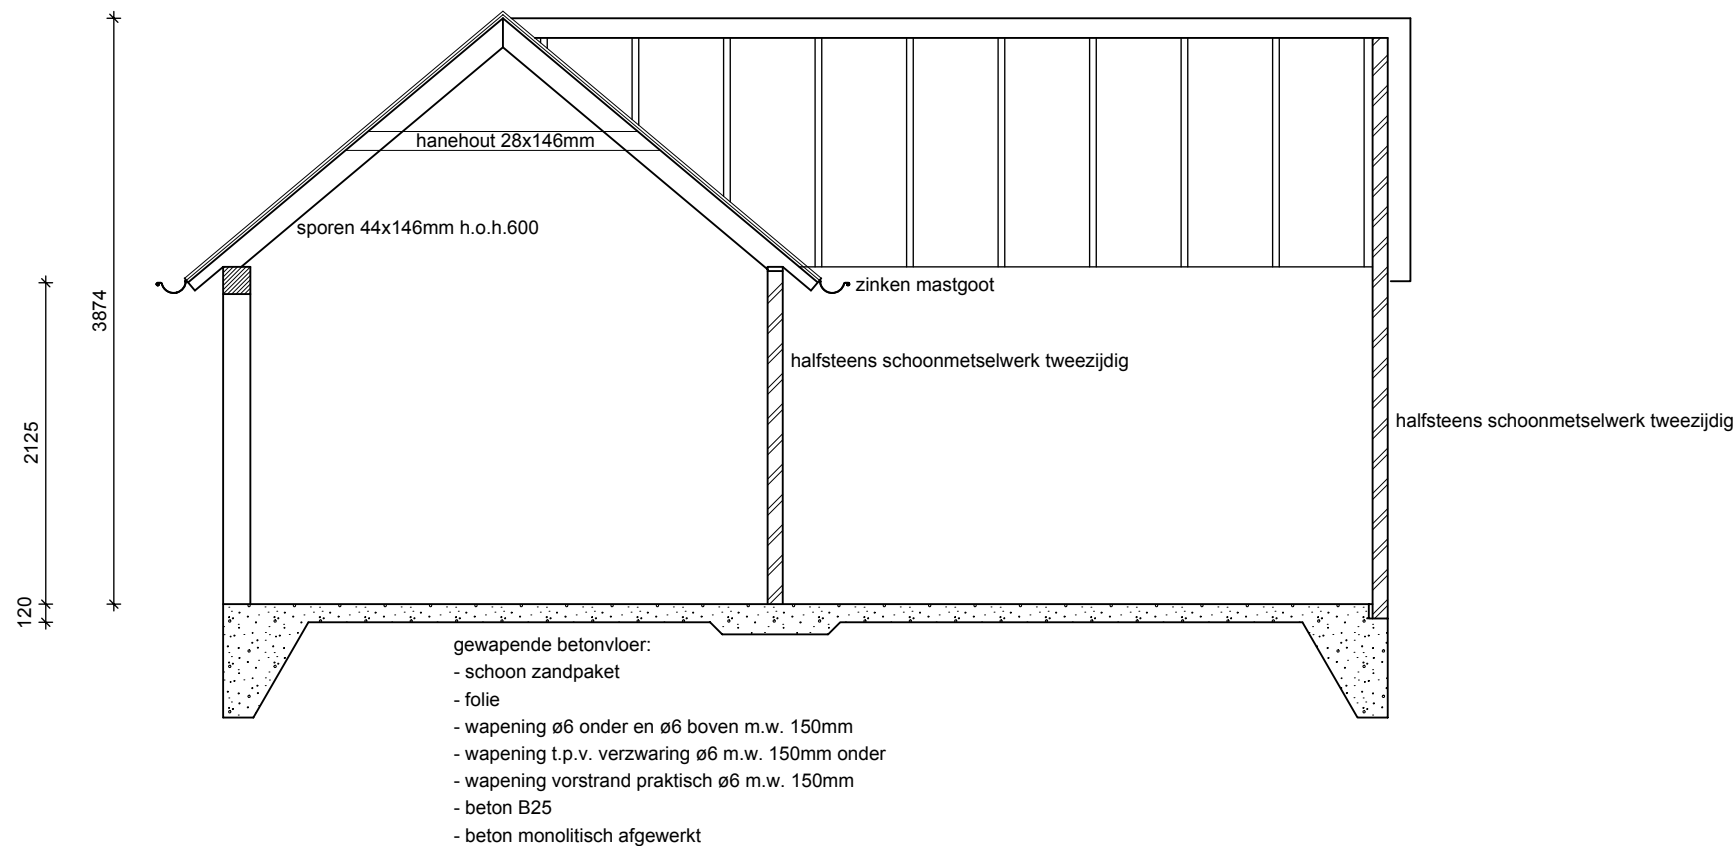 hanehout 28x146mm
sporen 44x146mm h.o.h.600
zinken mastgoot
3874
halfsteens schoonmetselwerk tweezijdig
halfsteens schoonmetselwerk tweezijdig
2125
120
gewapende betonvloer:
- schoon zandpaket
- folie
- wapening ø6 onder en ø6 boven m.w. 150mm
- wapening t.p.v. verzwaring ø6 m.w. 150mm onder
- wapening vorstrand praktisch ø6 m.w. 150mm
- beton B25
- beton monolitisch afgewerkt